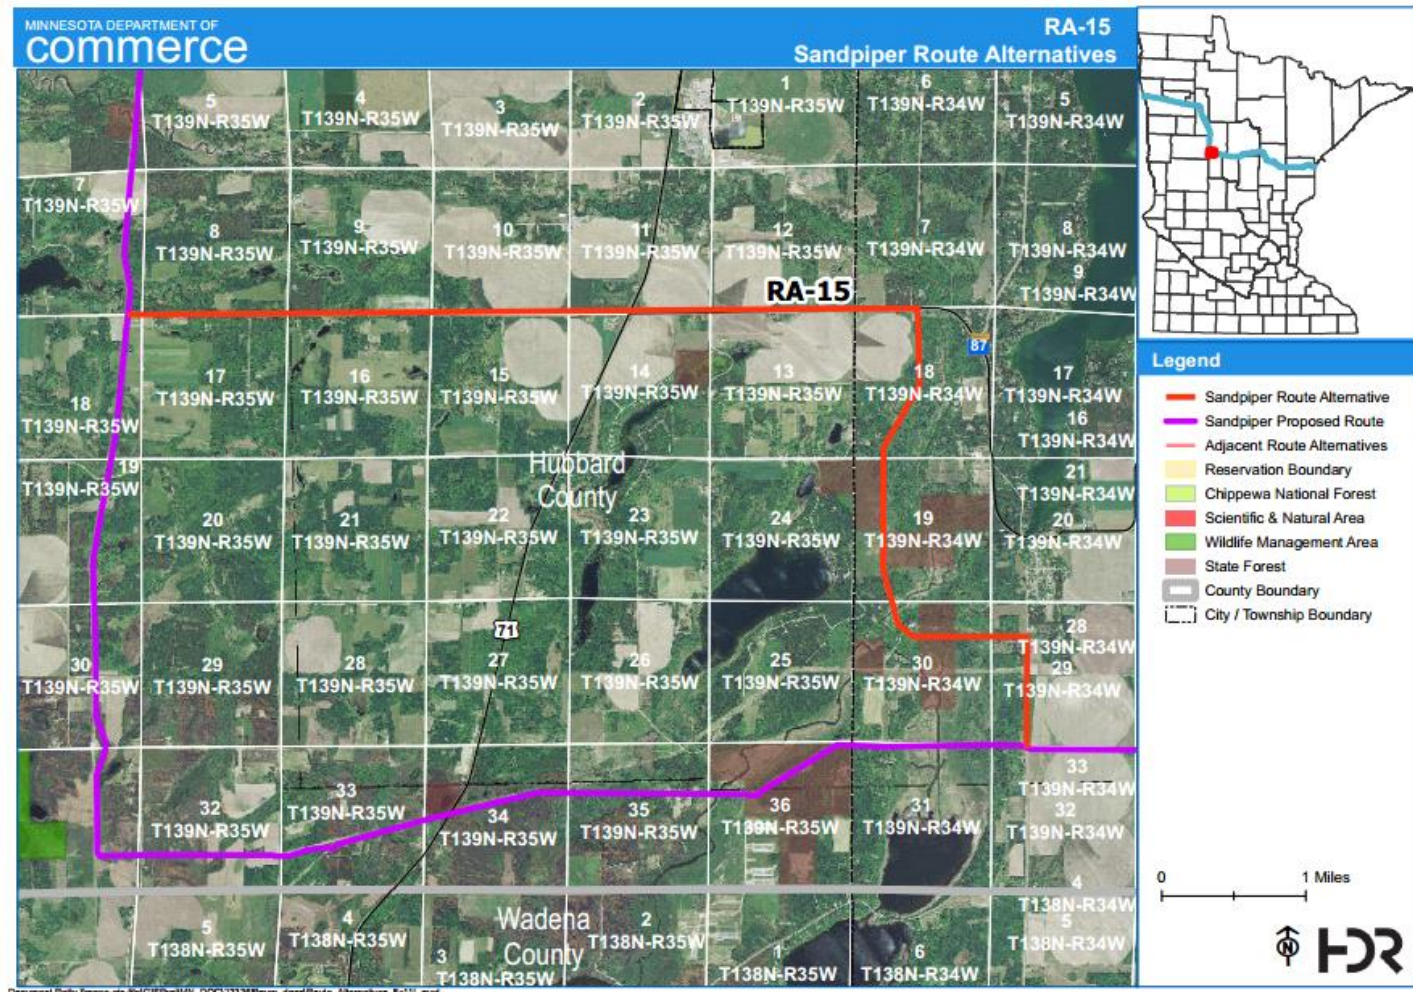 MINNESOTA DEPARTMENT OF
commerce
RA-15
Sandpiper Route Alternatives
5
T139N-R35W
4
T139N-R35W
3
T139N-R35W
2
T139N-R35W
1
T139N-R35W
6
T139N-R34W
5
T139N-R34W
7
T139N-R35W
8
T139N-R35W
9
T139N-R35W
10
T139N-R35W
11
T139N-R35W
12
T139N-R35W
7
T139N-R34W
8
T139N-R34W
9
T139N-R34W
RA-15
87
18
T139N-R35W
17
T139N-R35W
16
T139N-R35W
15
T139N-R35W
14
T139N-R35W
13
T139N-R35W
18
T139N-R34W
17
T139N-R34W
16
T139N-R34W
19
T139N-R35W
Hubbard
County
20
T139N-R35W
21
T139N-R35W
22
T139N-R35W
23
T139N-R35W
24
T139N-R35W
19
T139N-R34W
21
T139N-R34W
20
T139N-R34W
71
30
T139N-R35W
29
T139N-R35W
28
T139N-R35W
27
T139N-R35W
26
T139N-R35W
25
T139N-R35W
30
T139N-R34W
28
T139N-R34W
29
T139N-R34W
32
T139N-R35W
33
T139N-R35W
34
T139N-R35W
35
T139N-R35W
36
T139N-R35W
31
T139N-R34W
33
T139N-R34W
32
T139N-R34W
5
T138N-R35W
4
T138N-R35W
3
T138N-R35W
Wadena
County
2
T138N-R35W
1
T138N-R35W
6
T138N-R34W
4
T138N-R34W
5
T138N-R34W
Legend
Sandpiper Route Alternative
Sandpiper Proposed Route
Adjacent Route Alternatives
Reservation Boundary
Chippewa National Forest
Scientific & Natural Area
Wildlife Management Area
State Forest
County Boundary
City / Township Boundary
0 1 Miles
N
HDR